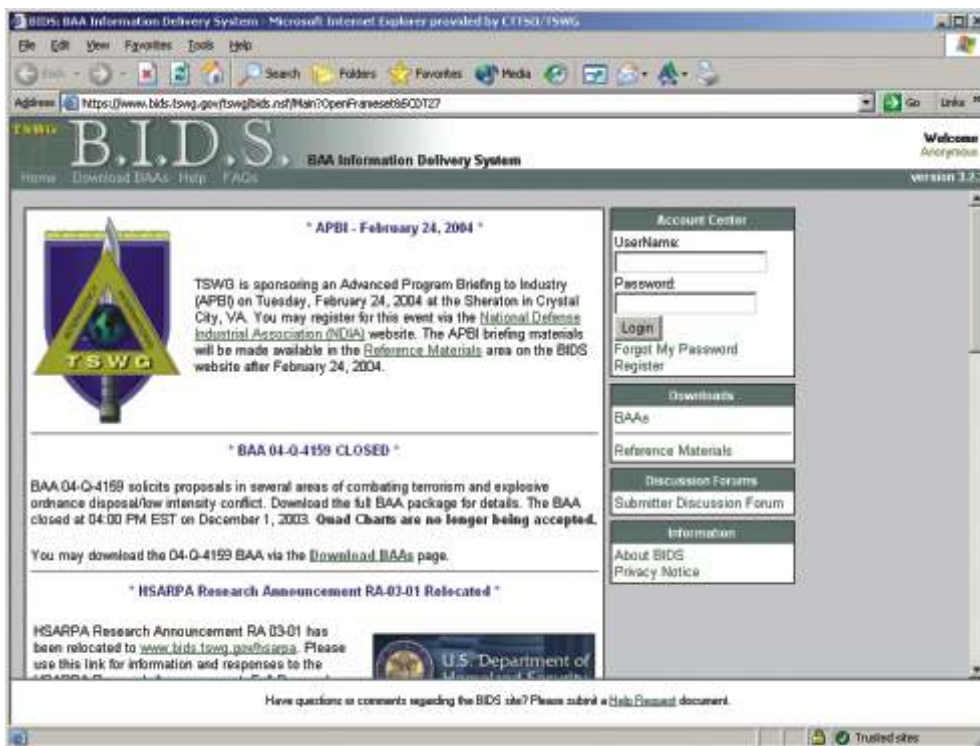 BIDS: BAA Information Delivery System - Microsoft Internet Explorer provided by CTTSO/TSWG
File Edit View Favorites Tools Help
Back Search Folders Favorites Media
Address https://www.bids.tswg.gov/tswg/bids.nsf/Main?OpenFrameset&5CDT27 Go Links
TSWG
B.I.D.S. BAA Information Delivery System
Welcome
Anonymous
Home Download BAAs Help FAQs
version 3.2.
* APBI - February 24, 2004 *
TSWG is sponsoring an Advanced Program Briefing to Industry
(APBI) on Tuesday, February 24, 2004 at the Sheraton in Crystal
City, VA. You may register for this event via the National Defense
Industrial Association (NDIA) website. The APBI briefing materials
will be made available in the Reference Materials area on the BIDS
website after February 24, 2004.
TSWG
* BAA 04-Q-4159 CLOSED *
BAA 04-Q-4159 solicits proposals in several areas of combating terrorism and explosive
ordnance disposal/low intensity conflict. Download the full BAA package for details. The BAA
closed at 04:00 PM EST on December 1, 2003. Quad Charts are no longer being accepted.
You may download the 04-Q-4159 BAA via the Download BAAs page.
* HSARPA Research Announcement RA-03-01 Relocated *
HSARPA Research Announcement RA 03-01 has
been relocated to www.bids.tswg.gov/hsarpa. Please
use this link for information and responses to the
U.S. Department of
Homeland Security
Account Center
UserName:
Password:
Login
Forgot My Password
Register
Downloads
BAAs
Reference Materials
Discussion Forums
Submitter Discussion Forum
Information
About BIDS
Privacy Notice
Have questions or comments regarding the BIDS site? Please submit a Help Request document.
Trusted sites